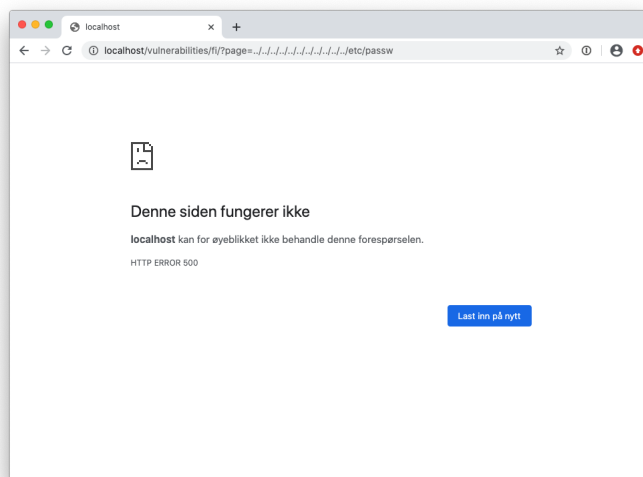 localhost
localhost/vulnerabilities/fi/?page=../../../../../../../../../../../etc/passw
Denne siden fungerer ikke
localhost kan for øyeblikket ikke behandle denne forespørselen.
HTTP ERROR 500
Last inn på nytt